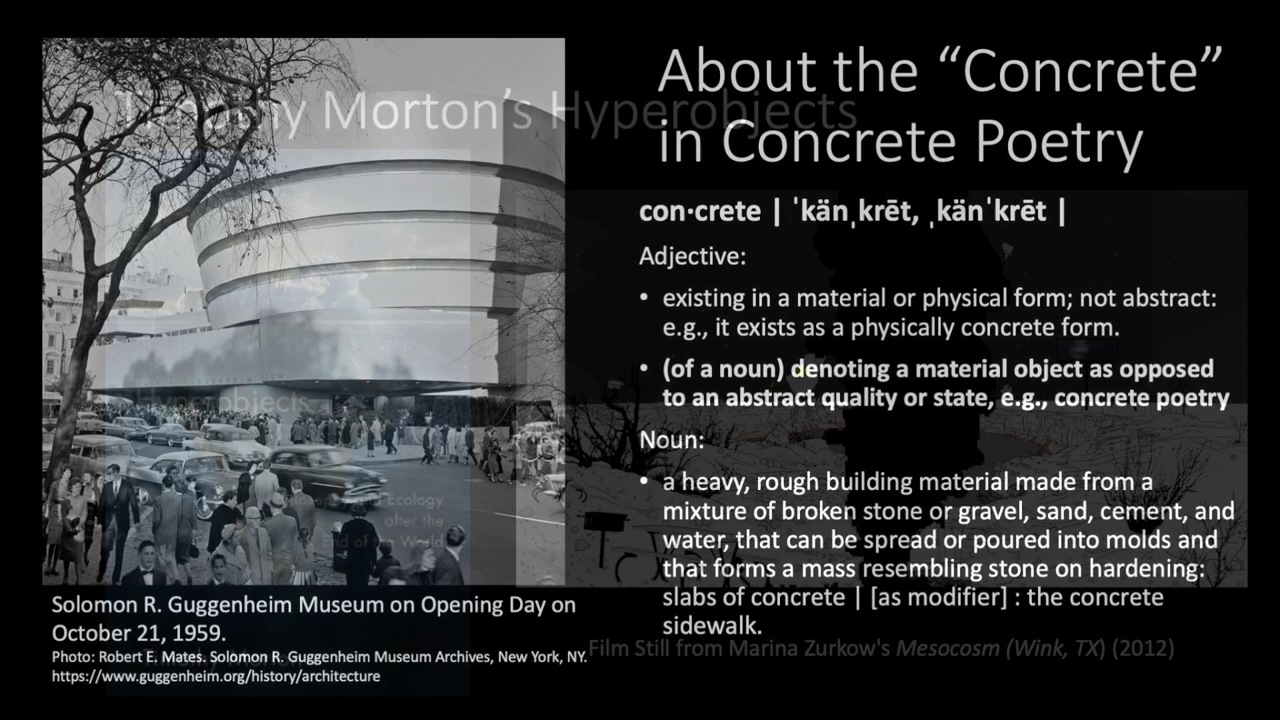 About the “Concrete”
in Concrete Poetry
Timothy Morton’s Hyperobjects
con·crete | ˈkänˌkrēt, ˌkänˈkrēt |
Adjective:
• existing in a material or physical form; not abstract:
e.g., it exists as a physically concrete form.
• (of a noun) denoting a material object as opposed
to an abstract quality or state, e.g., concrete poetry
Noun:
• a heavy, rough building material made from a
mixture of broken stone or gravel, sand, cement, and
water, that can be spread or poured into molds and
that forms a mass resembling stone on hardening:
slabs of concrete | [as modifier] : the concrete
sidewalk.
Hyperobjects
Ecology
after the
End of the World
Solomon R. Guggenheim Museum on Opening Day on
October 21, 1959.
Photo: Robert E. Mates. Solomon R. Guggenheim Museum Archives, New York, NY.
https://www.guggenheim.org/history/architecture
Film Still from Marina Zurkow's Mesocosm (Wink, TX) (2012)